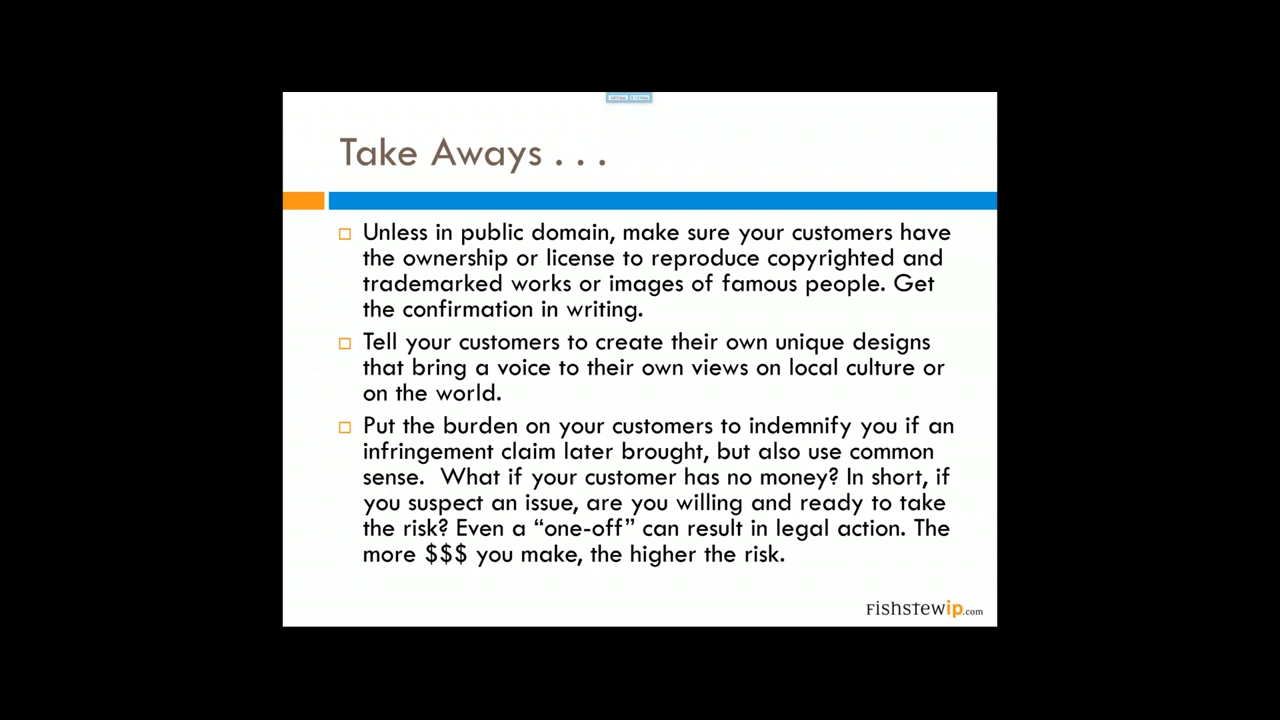 Take Aways . . .
Unless in public domain, make sure your customers have
the ownership or license to reproduce copyrighted and
trademarked works or images of famous people. Get
the confirmation in writing.
Tell your customers to create their own unique designs
that bring a voice to their own views on local culture or
on the world.
Put the burden on your customers to indemnify you if an
infringement claim later brought, but also use common
sense.  What if your customer has no money? In short, if
you suspect an issue, are you willing and ready to take
the risk? Even a “one-off” can result in legal action. The
more $$$ you make, the higher the risk.
FISHSTEWip.com